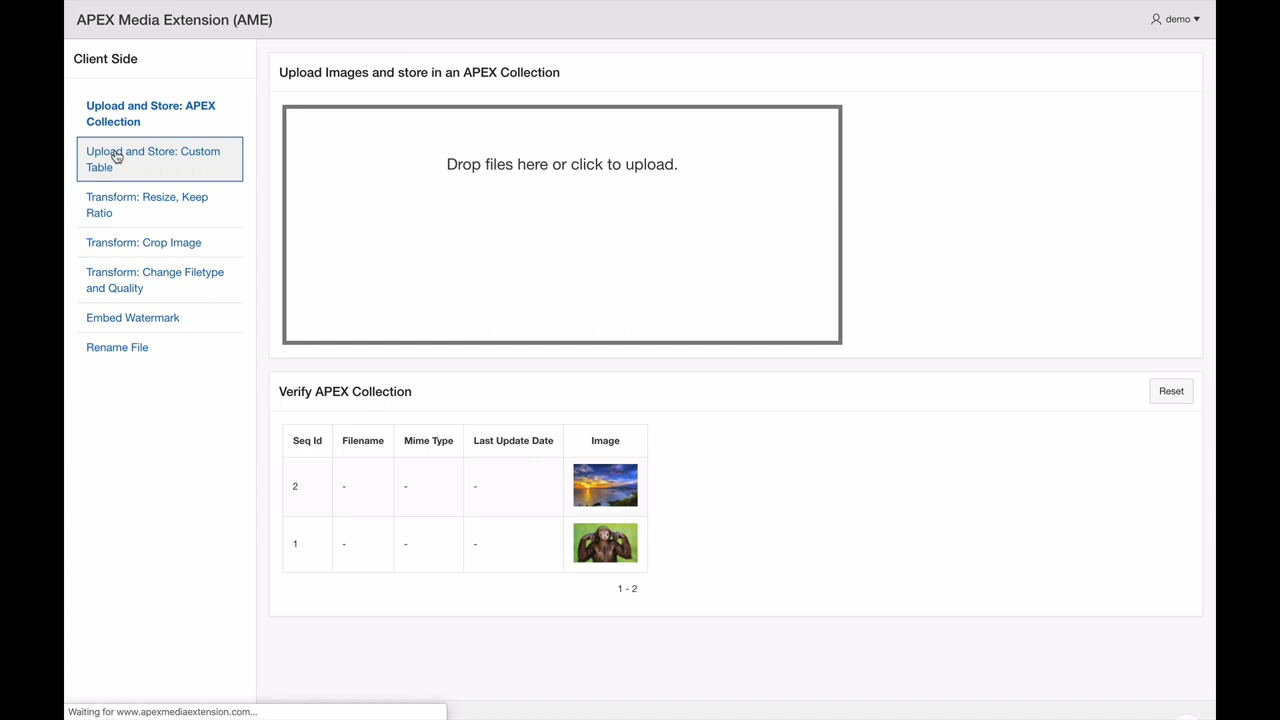 APEX Media Extension (AME)
demo
Client Side
Upload and Store: APEX
Collection
Upload and Store: Custom
Table
Transform: Resize, Keep
Ratio
Transform: Crop Image
Transform: Change Filetype
and Quality
Embed Watermark
Rename File
Upload Images and store in an APEX Collection
Drop files here or click to upload.
Verify APEX Collection
Reset
Seq Id Filename Mime Type Last Update Date Image
2 - - -
1 - - -
1 - 2
Waiting for www.apexmediaextension.com...